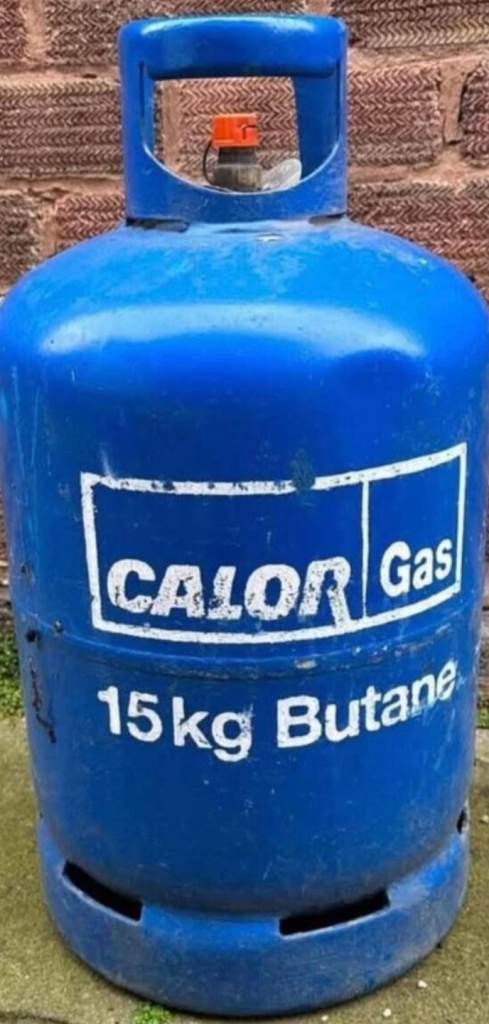 CALOR Gas
15kg Butane